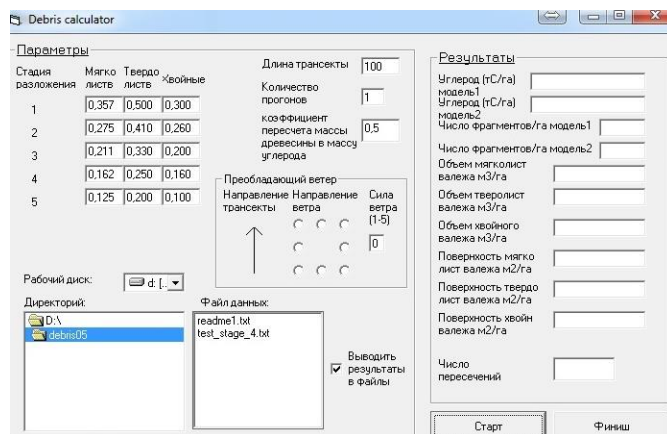 Debris calculator
Параметры
Стадия разложения
Мягко листв
Твердо листв
Хвойные
1 0,357 0,500 0,300
2 0,275 0,410 0,260
3 0,211 0,330 0,200
4 0,162 0,250 0,160
5 0,125 0,200 0,100
Длина трансекты 100
Количество прогонов 1
коэффициент пересчета массы древесины в массу углерода 0,5
Преобладающий ветер
Направление трансекты
Направление ветра
Сила ветра (1-5)
0
Рабочий диск: d: [..
Директорий:
D:\
debris05
Файл данных:
readme1.txt
test_stage_4.txt
Выводить результаты в файлы
Результаты
Углерод (тС/га) модель1
Углерод (тС/га) модель2
Число фрагментов/га модель1
Число фрагментов/га модель2
Объем мягколист валежа м3/га
Объем тверолист валежа м3/га
Объем хвойного валежа м3/га
Поверхность мягко лист валежа м2/га
Поверхность твердо лист валежа м2/га
Поверхность хвойн валежа м2/га
Число пересечений
Старт
Финиш